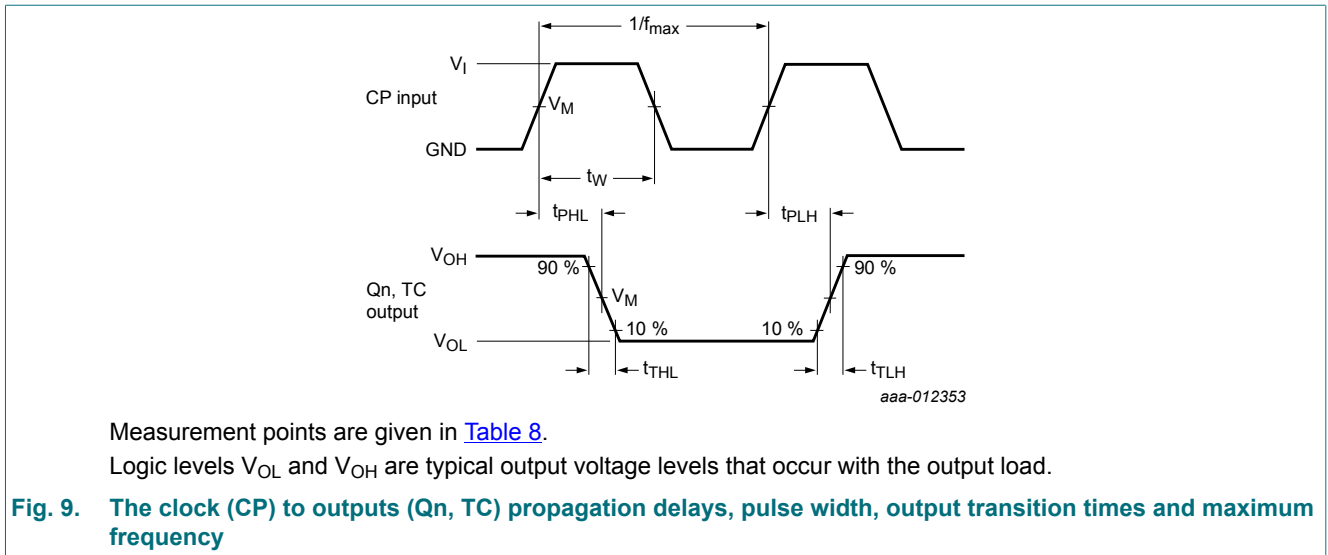 1/fmax
VI
CP input
VM
GND
tW
tPHL
tPLH
VOH
90 %
90 %
Qn, TC
output
VM
10 %
10 %
VOL
tTHL
tTLH
aaa-012353
Measurement points are given in Table 8.
Logic levels VOL and VOH are typical output voltage levels that occur with the output load.
Fig. 9. The clock (CP) to outputs (Qn, TC) propagation delays, pulse width, output transition times and maximum
frequency